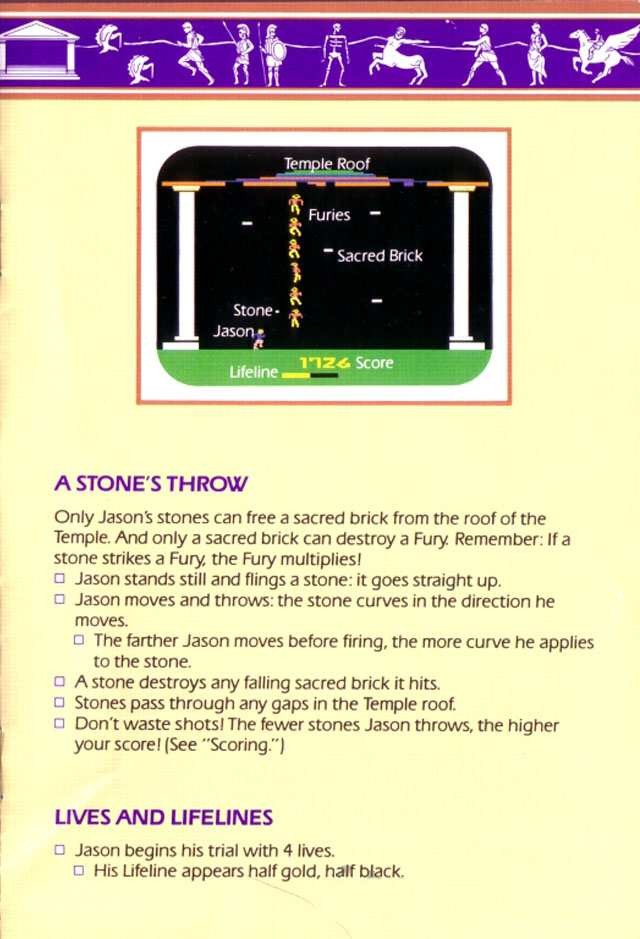 Temple Roof
Furies
Sacred Brick
Stone
Jason
1726 Score
Lifeline
A STONE'S THROW
Only Jason's stones can free a sacred brick from the roof of the
Temple. And only a sacred brick can destroy a Fury. Remember: If a
stone strikes a Fury, the Fury multiplies!
□ Jason stands still and flings a stone: it goes straight up.
□ Jason moves and throws: the stone curves in the direction he
moves.
□ The farther Jason moves before firing, the more curve he applies
to the stone.
□ A stone destroys any falling sacred brick it hits.
□ Stones pass through any gaps in the Temple roof.
□ Don't waste shots! The fewer stones Jason throws, the higher
your score! (See "Scoring.")
LIVES AND LIFELINES
□ Jason begins his trial with 4 lives.
□ His Lifeline appears half gold, half black.